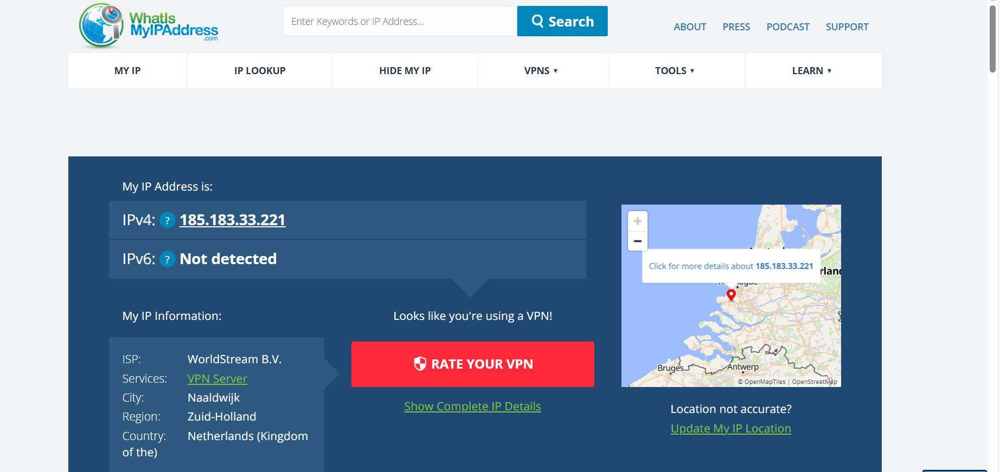 WhatIs
MyIPAddress
.com
Enter Keywords or IP Address...
Search
ABOUT
PRESS
PODCAST
SUPPORT
MY IP
IP LOOKUP
HIDE MY IP
VPNS ▼
TOOLS ▼
LEARN ▼
My IP Address is:
IPv4: ? 185.183.33.221
IPv6: ? Not detected
My IP Information:
ISP: WorldStream B.V.
Services: VPN Server
City: Naaldwijk
Region: Zuid-Holland
Country: Netherlands (Kingdom
of the)
Looks like you're using a VPN!
RATE YOUR VPN
Show Complete IP Details
+
−
Click for more details about 185.183.33.221
Bruges
Antwerp
© OpenMapTiles | OpenStreetMap
Location not accurate?
Update My IP Location